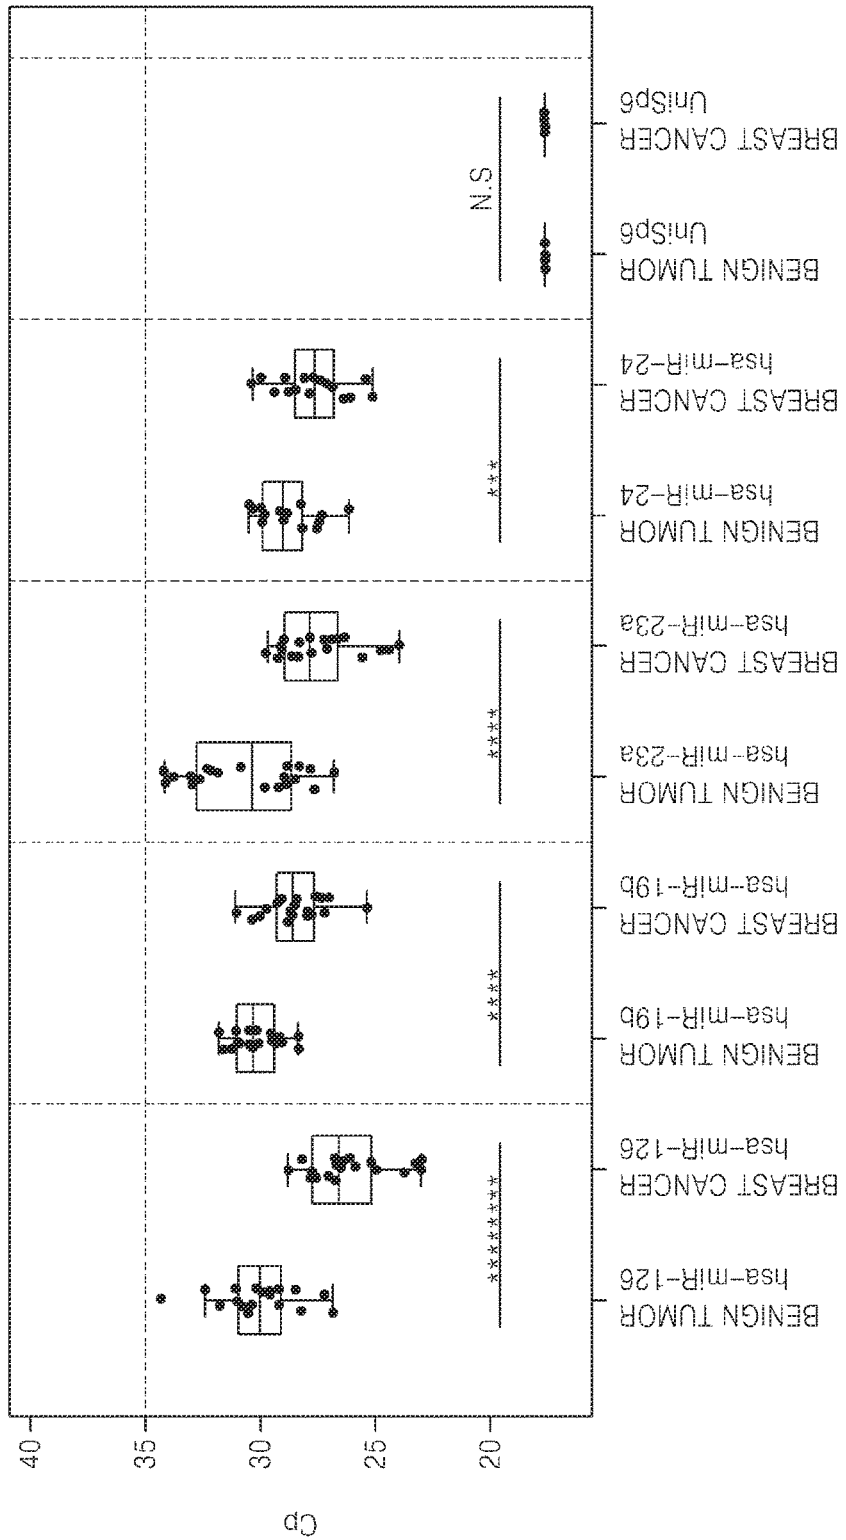 Cp
40
30
25
20
********
****
****
***
N.S
BENIGN TUMOR
hsa-miR-126
BREAST CANCER
hsa-miR-126
BENIGN TUMOR
hsa-miR-19b
BREAST CANCER
hsa-miR-19b
BENIGN TUMOR
hsa-miR-23a
BREAST CANCER
hsa-miR-23a
BENIGN TUMOR
hsa-miR-24
BREAST CANCER
hsa-miR-24
BENIGN TUMOR
UniSp6
BREAST CANCER
UniSp6